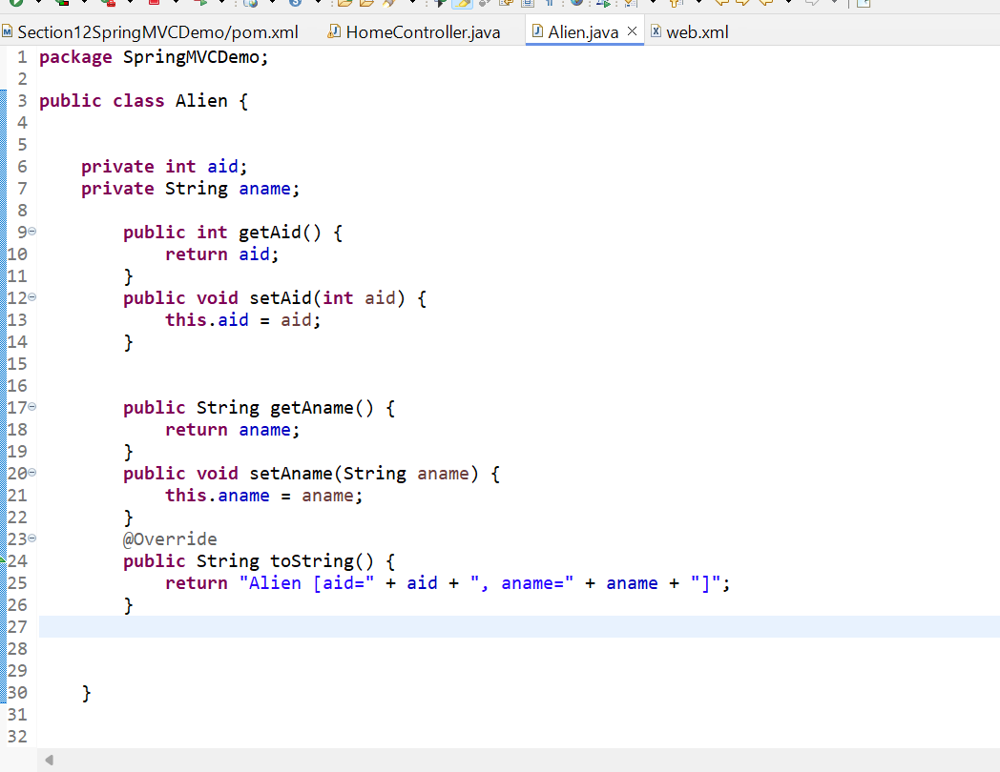 Section12SpringMVCDemo/pom.xml HomeController.java Alien.java web.xml
1 package SpringMVCDemo;
2
3 public class Alien {
4
5
6 private int aid;
7 private String aname;
8
9 public int getAid() {
10 return aid;
11 }
12 public void setAid(int aid) {
13 this.aid = aid;
14 }
15
16
17 public String getAname() {
18 return aname;
19 }
20 public void setAname(String aname) {
21 this.aname = aname;
22 }
23 @Override
24 public String toString() {
25 return "Alien [aid=" + aid + ", aname=" + aname + "]";
26 }
27
28
29
30 }
31
32